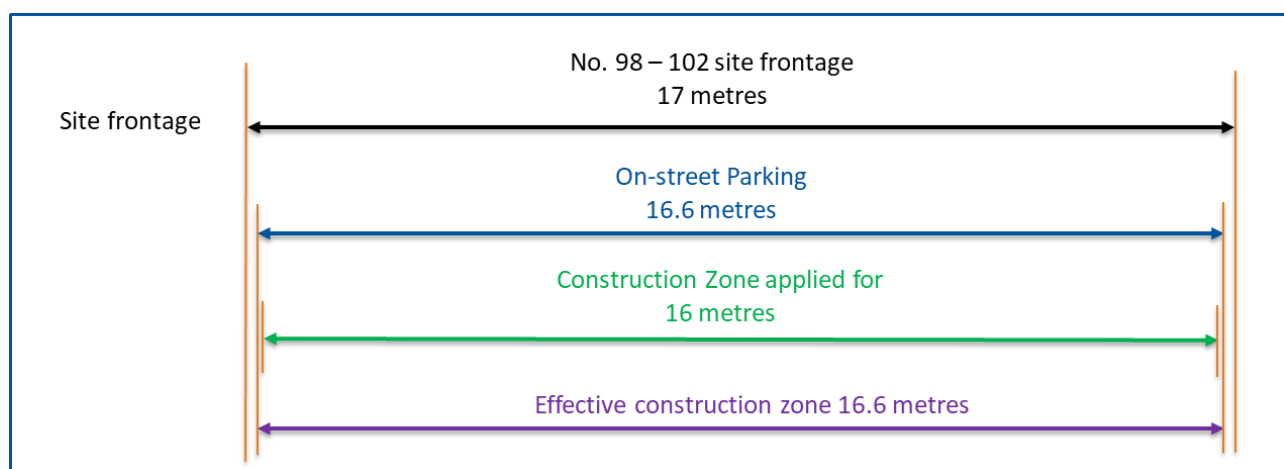 No. 98 – 102 site frontage
17 metres
Site frontage
On-street Parking
16.6 metres
Construction Zone applied for
16 metres
Effective construction zone 16.6 metres